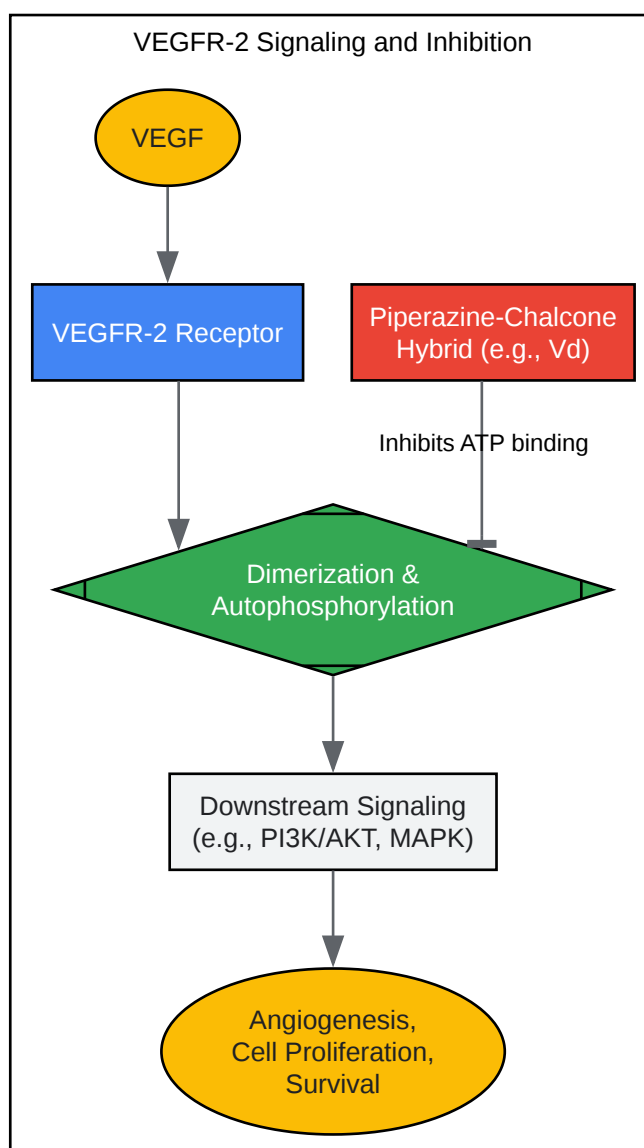 VEGFR-2 Signaling and Inhibition
VEGF
VEGFR-2 Receptor
Piperazine-Chalcone
Hybrid (e.g., Vd)
Inhibits ATP binding
Dimerization &
Autophosphorylation
Downstream Signaling
(e.g., PI3K/AKT, MAPK)
Angiogenesis,
Cell Proliferation,
Survival